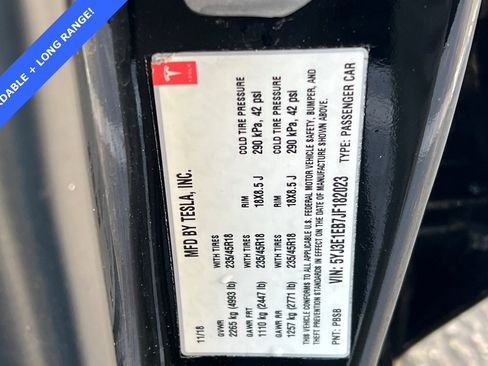 DABLE + LONG RANGE!
TESLA
MFD BY TESLA, INC.
11/18
GVWR
2265 kg (4993 lb)
GAWR FRT WITH TIRES RIM COLD TIRE PRESSURE
1110 kg (2447 lb) 235/45R18 18X8.5 J 290 kPa, 42 psi
GAWR RR WITH TIRES RIM COLD TIRE PRESSURE
1257 kg (2771 lb) 235/45R18 18X8.5 J 290 kPa, 42 psi
THIS VEHICLE CONFORMS TO ALL APPLICABLE U.S. FEDERAL MOTOR VEHICLE SAFETY, BUMPER, AND
THEFT PREVENTION STANDARDS IN EFFECT ON THE DATE OF MANUFACTURE SHOWN ABOVE.
VIN: 5YJ3E1EB7JF182023 TYPE: PASSENGER CAR
PNT: PBSB